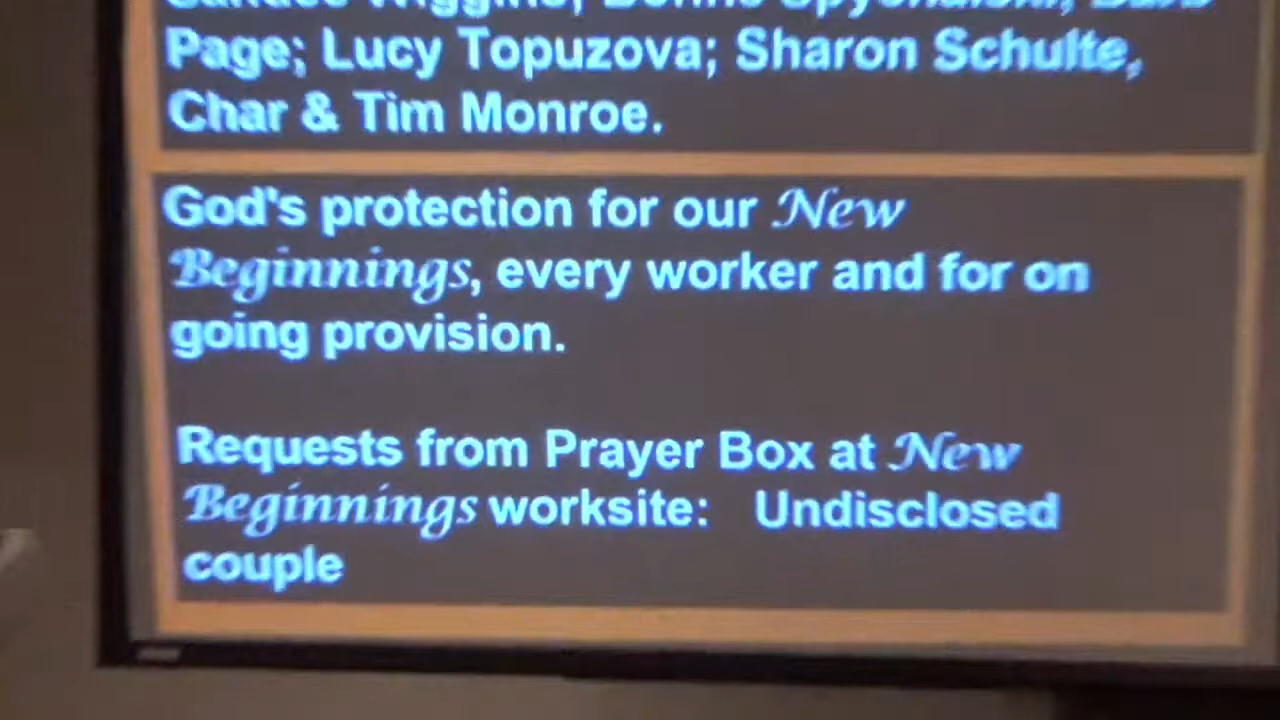 Page; Lucy Topuzova; Sharon Schulte,
Char & Tim Monroe.
God's protection for our New
Beginnings, every worker and for on
going provision.
Requests from Prayer Box at New
Beginnings worksite: Undisclosed
couple